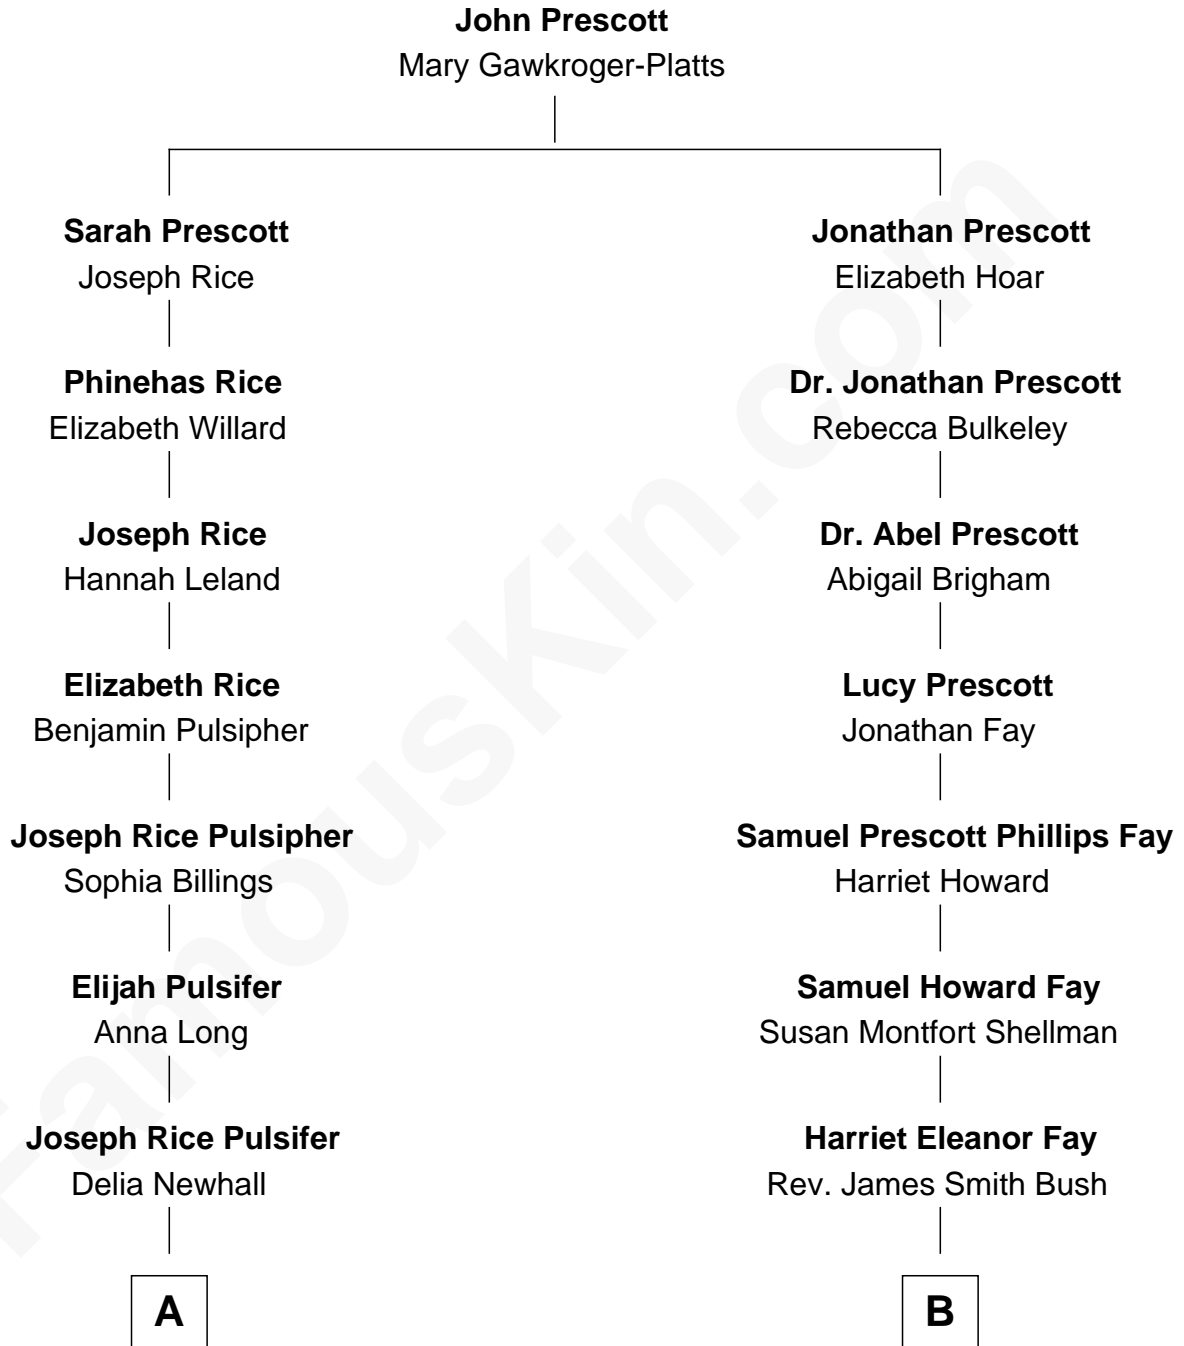 John Prescott
Mary Gawkroger-Platts
Sarah Prescott
Joseph Rice
Jonathan Prescott
Elizabeth Hoar
Phinehas Rice
Elizabeth Willard
Dr. Jonathan Prescott
Rebecca Bulkeley
Joseph Rice
Hannah Leland
Dr. Abel Prescott
Abigail Brigham
Elizabeth Rice
Benjamin Pulsipher
Lucy Prescott
Jonathan Fay
Joseph Rice Pulsipher
Sophia Billings
Samuel Prescott Phillips Fay
Harriet Howard
Elijah Pulsifer
Anna Long
Samuel Howard Fay
Susan Montfort Shellman
Joseph Rice Pulsifer
Delia Newhall
Harriet Eleanor Fay
Rev. James Smith Bush
A
B
FamousKin.com